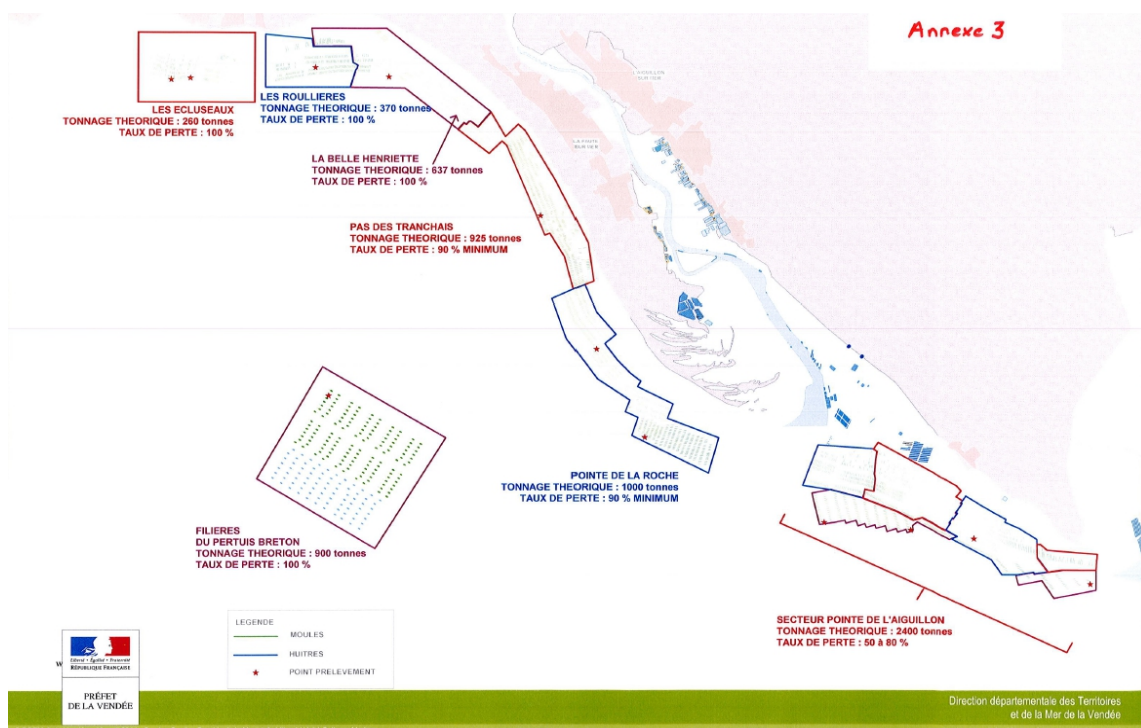 Annexe 3
LES ECLUSEAUX
TONNAGE THEORIQUE : 260 tonnes
TAUX DE PERTE : 100 %
LES ROULLIERES
TONNAGE THEORIQUE : 370 tonnes
TAUX DE PERTE : 100 %
LA BELLE HENRIETTE
TONNAGE THEORIQUE : 637 tonnes
TAUX DE PERTE : 100 %
PAS DES TRANCHAIS
TONNAGE THEORIQUE : 925 tonnes
TAUX DE PERTE : 90 % MINIMUM
POINTE DE LA ROCHE
TONNAGE THEORIQUE : 1000 tonnes
TAUX DE PERTE : 90 % MINIMUM
FILIERES
DU PERTUIS BRETON
TONNAGE THEORIQUE : 900 tonnes
TAUX DE PERTE : 100 %
SECTEUR POINTE DE L'AIGUILLON
TONNAGE THEORIQUE : 2400 tonnes
TAUX DE PERTE : 50 à 80 %
LEGENDE
MOULES
HUITRES
POINT PRELEVEMENT
Liberté • Égalité • Fraternité
RÉPUBLIQUE FRANÇAISE
PRÉFET
DE LA VENDÉE
Direction départementale des Territoires
et de la Mer de la Vendée